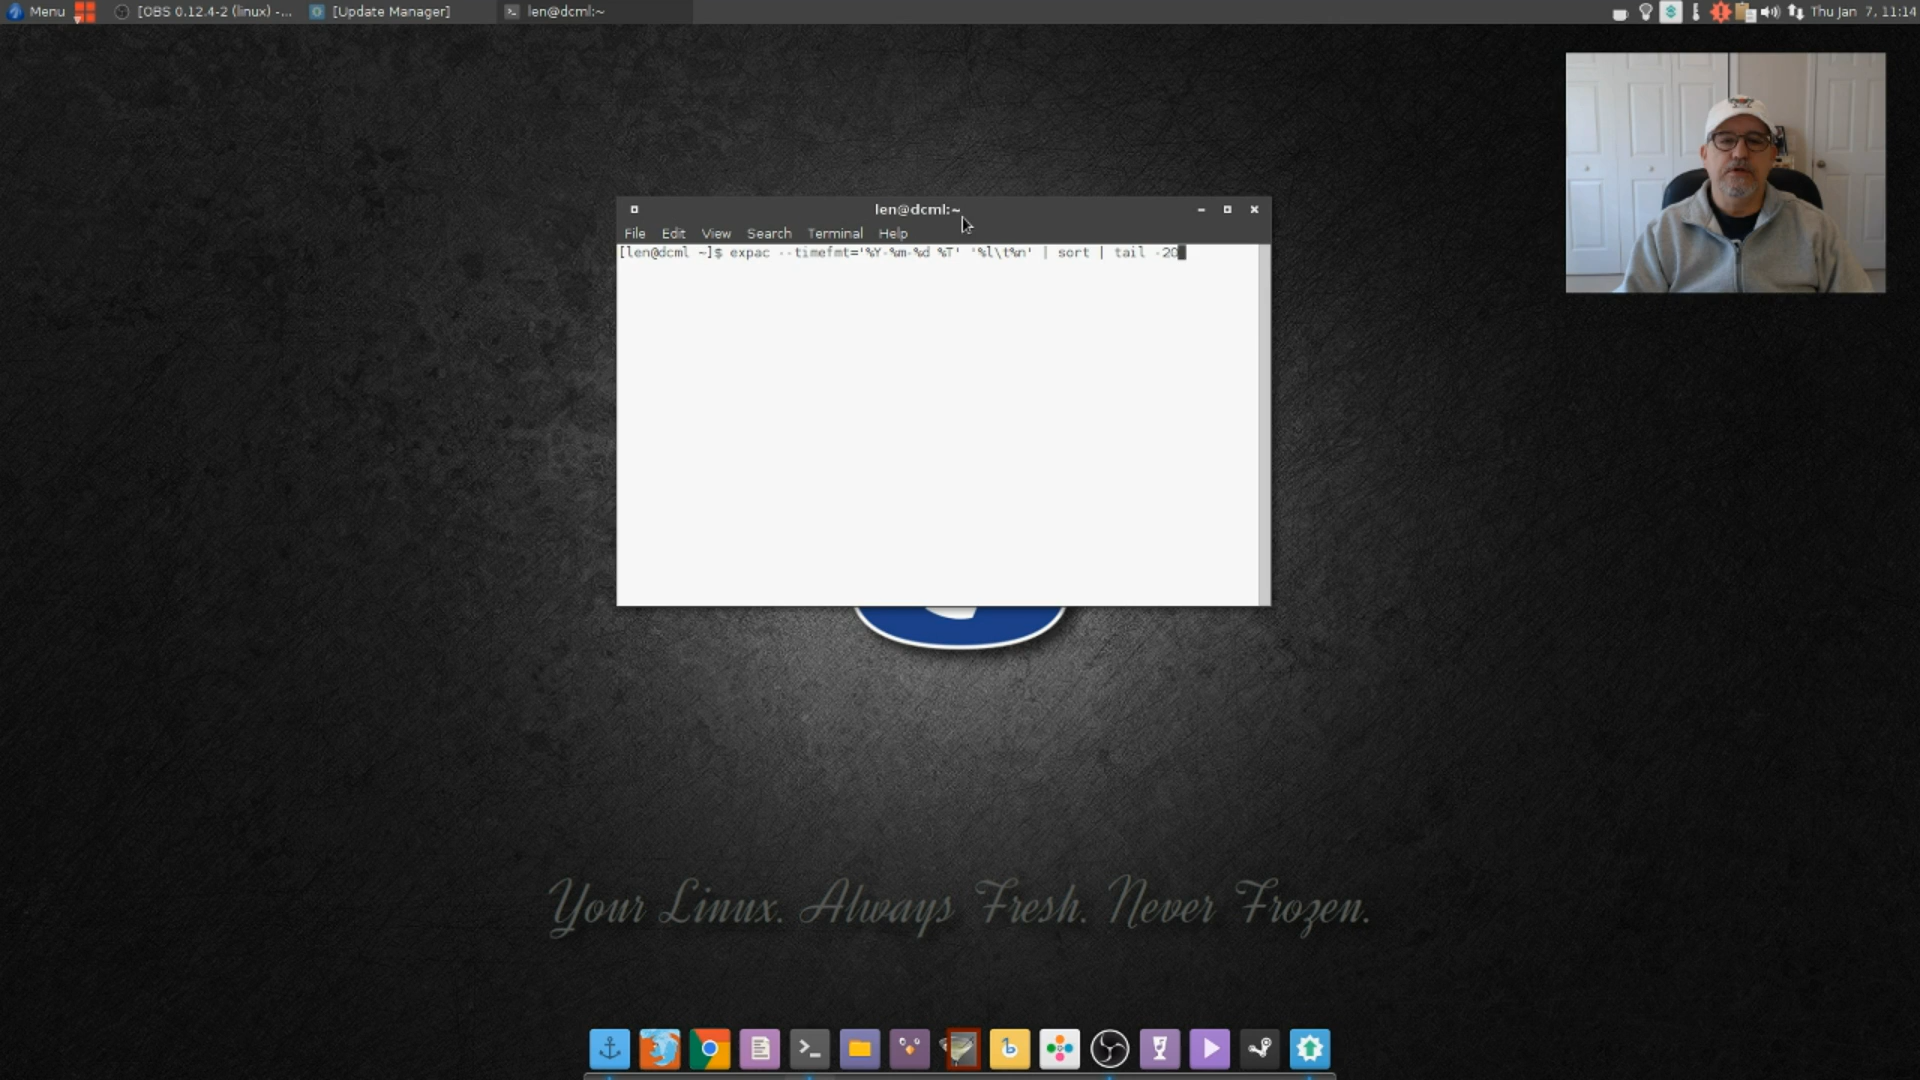 Menu [OBS 0.12.4-2 (linux) -... [Update Manager] len@dcml:~ Thu Jan 7, 11:14
len@dcml:~
File Edit View Search Terminal Help
[len@dcml ~]$ expac --timefmt='%Y-%m-%d %T' '%l\t%n' | sort | tail -20
Your Linux. Always Fresh. Never Frozen.